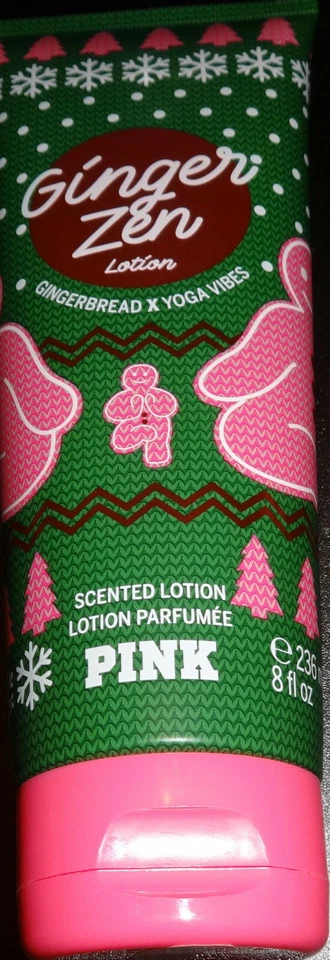 Ginger
Zen
Lotion
GINGERBREAD X YOGA VIBES
SCENTED LOTION
LOTION PARFUMÉE
PINK
℮ 236
8 fl oz